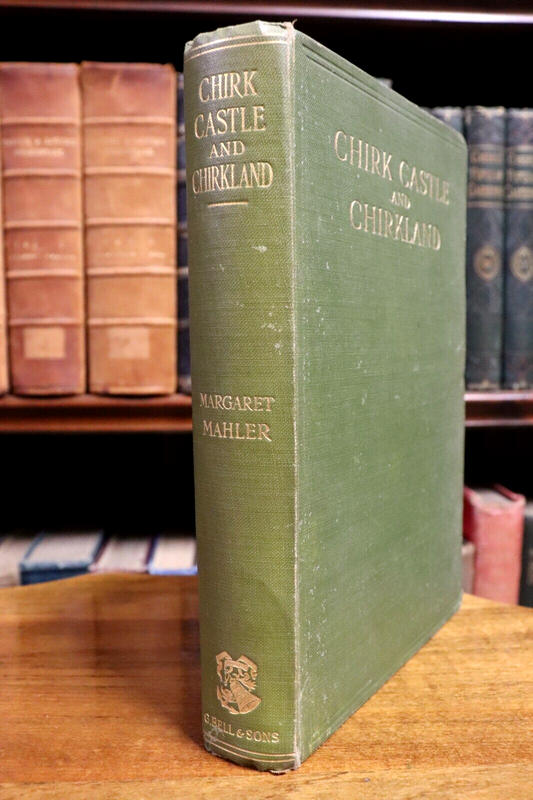 CHIRK
CASTLE
AND
CHIRKLAND
MARGARET
MAHLER
G. BELL & SONS
CHIRK CASTLE
AND
CHIRKLAND